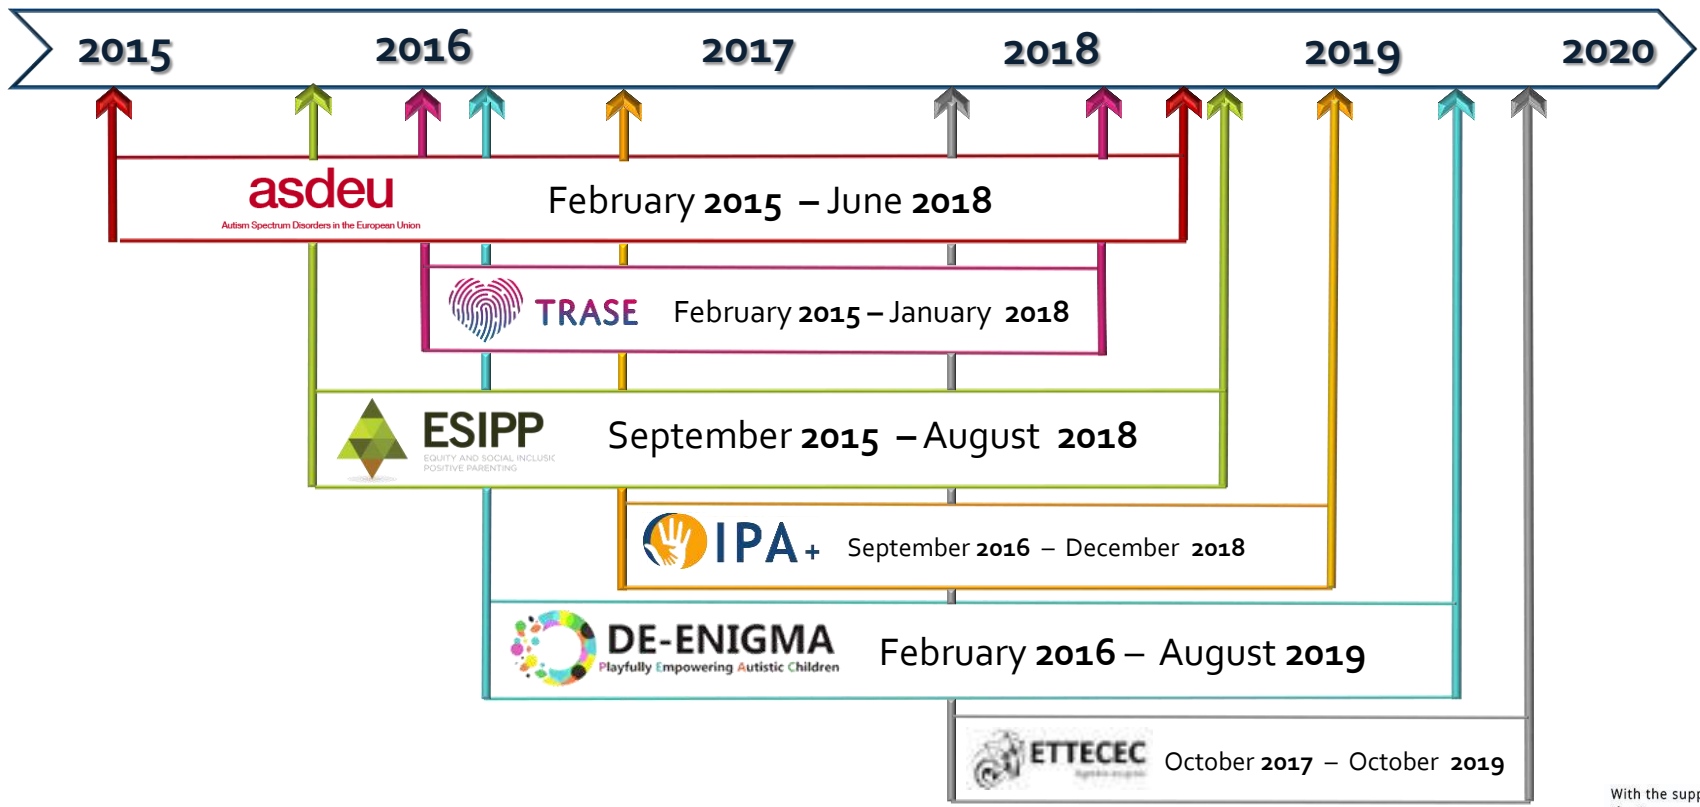 2015 2016 2017 2018 2019 2020
asdeu
Autism Spectrum Disorders in the European Union
February 2015 – June 2018
TRASE
February 2015 – January 2018
ESIPP
EQUITY AND SOCIAL INCLUSIC
POSITIVE PARENTING
September 2015 – August 2018
IPA +
September 2016 – December 2018
DE-ENIGMA
Playfully Empowering Autistic Children
February 2016 – August 2019
ETTECEC
October 2017 – October 2019
With the supp